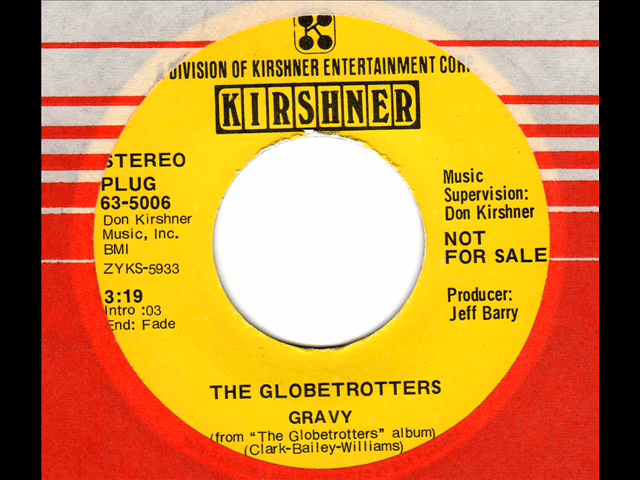 K
A DIVISION OF KIRSHNER ENTERTAINMENT COR
KIRSHNER
STEREO
PLUG
63-5006
Don Kirshner
Music, Inc.
BMI
ZYKS-5933
3:19
Intro :03
End: Fade
Music
Supervision:
Don Kirshner
NOT
FOR SALE
Producer:
Jeff Barry
THE GLOBETROTTERS
GRAVY
(from "The Globetrotters" album)
(Clark-Bailey-Williams)